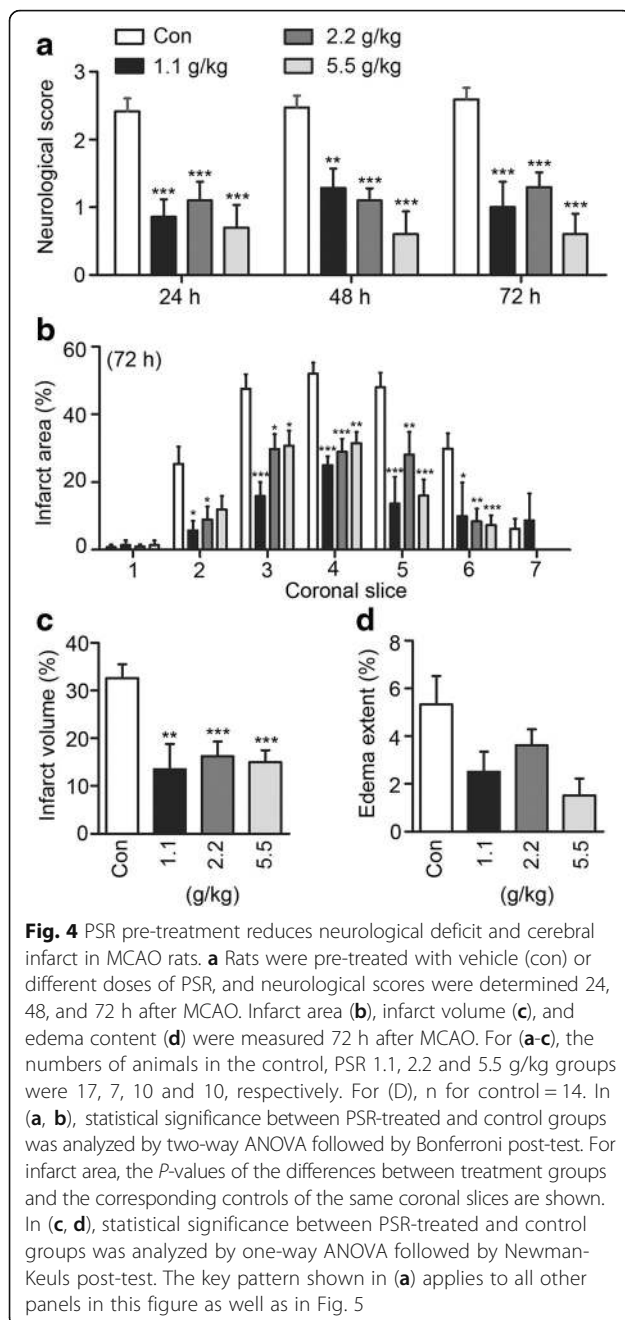 a
Con
2.2 g/kg
1.1 g/kg
5.5 g/kg
Neurological score
3
2
1
0
***
***
***
**
***
***
***
***
***
24 h
48 h
72 h
b
(72 h)
Infarct area (%)
60
40
20
0
*
*
***
*
*
***
***
**
***
**
***
*
**
***
1
2
3
4
5
6
7
Coronal slice
c
Infarct volume (%)
40
30
20
10
0
**
***
***
Con
1.1
2.2
5.5
(g/kg)
d
Edema extent (%)
8
6
4
2
0
Con
1.1
2.2
5.5
(g/kg)
Fig. 4 PSR pre-treatment reduces neurological deficit and cerebral
infarct in MCAO rats. a Rats were pre-treated with vehicle (con) or
different doses of PSR, and neurological scores were determined 24,
48, and 72 h after MCAO. Infarct area (b), infarct volume (c), and
edema content (d) were measured 72 h after MCAO. For (a-c), the
numbers of animals in the control, PSR 1.1, 2.2 and 5.5 g/kg groups
were 17, 7, 10 and 10, respectively. For (D), n for control = 14. In
(a, b), statistical significance between PSR-treated and control groups
was analyzed by two-way ANOVA followed by Bonferroni post-test. For
infarct area, the P-values of the differences between treatment groups
and the corresponding controls of the same coronal slices are shown.
In (c, d), statistical significance between PSR-treated and control
groups was analyzed by one-way ANOVA followed by Newman-
Keuls post-test. The key pattern shown in (a) applies to all other
panels in this figure as well as in Fig. 5